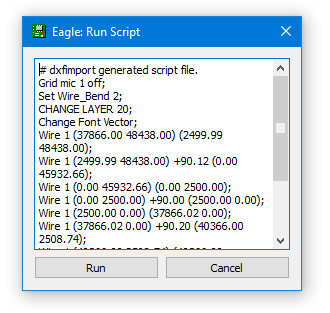 Eagle: Run Script
# dxfimport generated script file.
Grid mic 1 off;
Set Wire_Bend 2;
CHANGE LAYER 20;
Change Font Vector;
Wire 1 (37866.00 48438.00) (2499.99
48438.00);
Wire 1 (2499.99 48438.00) +90.12 (0.00
45932.66);
Wire 1 (0.00 45932.66) (0.00 2500.00);
Wire 1 (0.00 2500.00) +90.00 (2500.00 0.00);
Wire 1 (2500.00 0.00) (37866.02 0.00);
Wire 1 (37866.02 0.00) +90.20 (40366.00
2508.74);
Run
Cancel